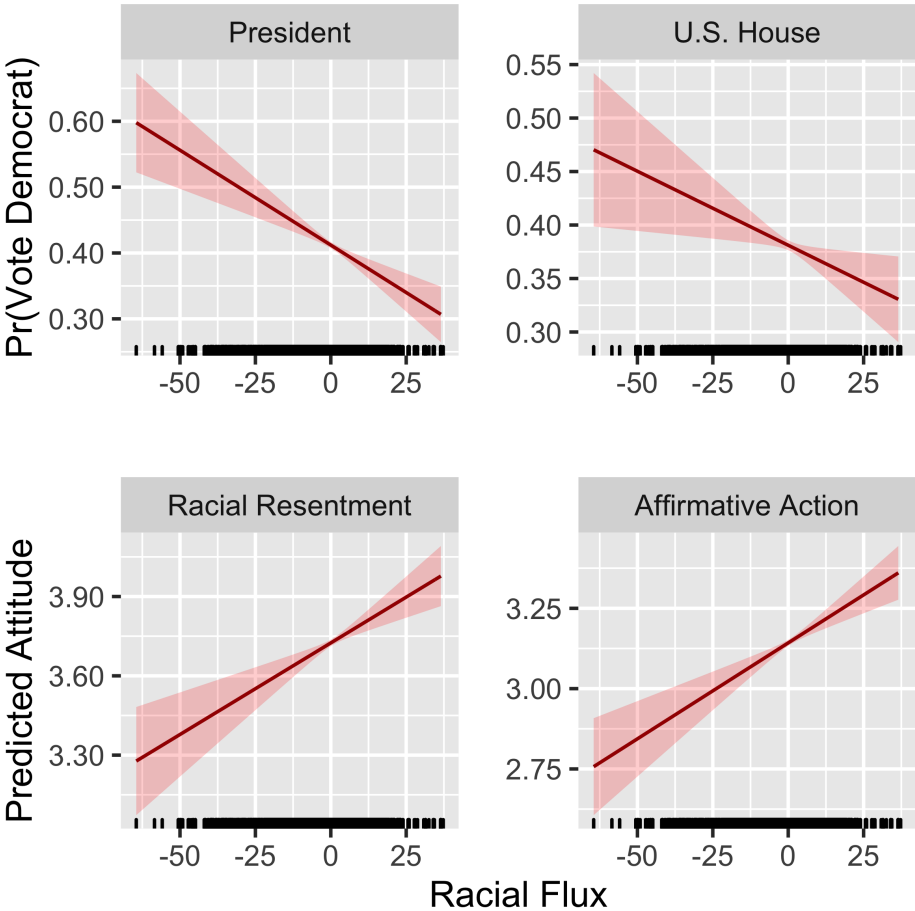 President
U.S. House
Pr(Vote Democrat)
0.60
0.50
0.40
0.30
0.55
0.50
0.45
0.40
0.35
0.30
-50 -25 0 25
-50 -25 0 25
Racial Resentment
Affirmative Action
Predicted Attitude
3.90
3.60
3.30
3.25
3.00
2.75
-50 -25 0 25
-50 -25 0 25
Racial Flux